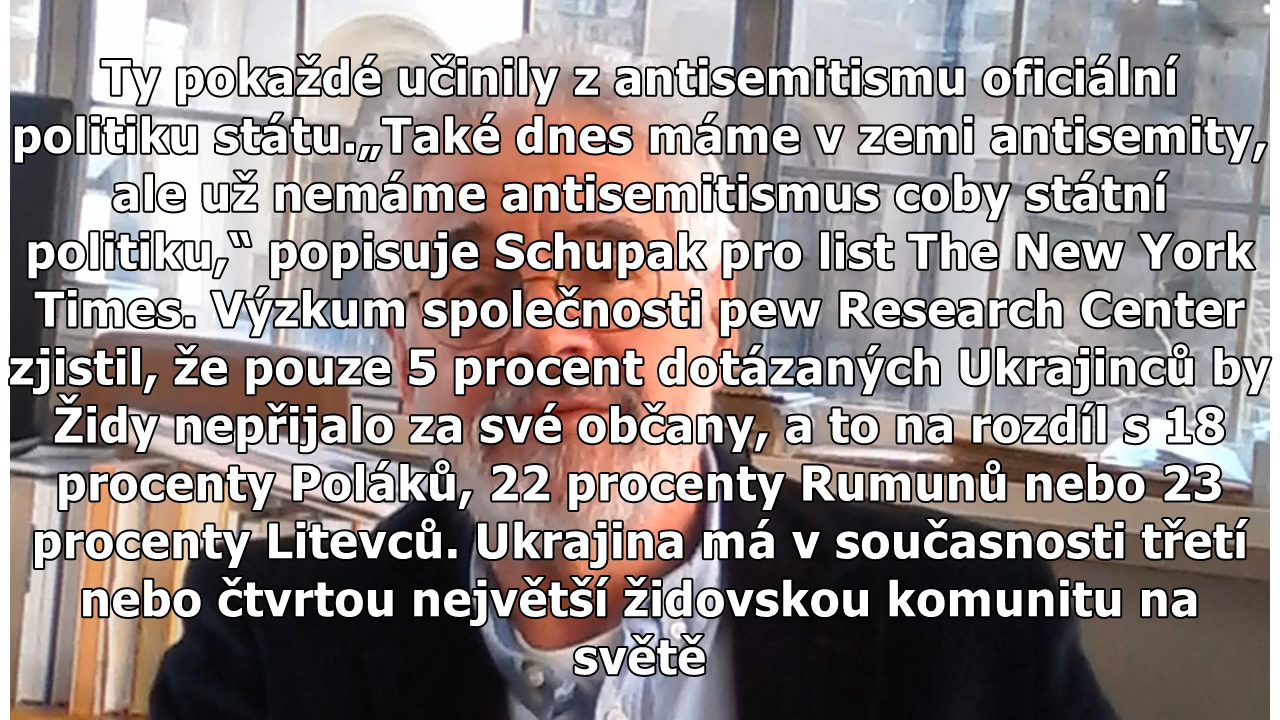 Ty pokaždé učinily z antisemitismu oficiální
politiku státu.„Také dnes máme v zemi antisemity,
ale už nemáme antisemitismus coby státní
politiku,“ popisuje Schupak pro list The New York
Times. Výzkum společnosti pew Research Center
zjistil, že pouze 5 procent dotázaných Ukrajinců by
Židy nepřijalo za své občany, a to na rozdíl s 18
procenty Poláků, 22 procenty Rumunů nebo 23
procenty Litevců. Ukrajina má v současnosti třetí
nebo čtvrtou největší židovskou komunitu na
světě